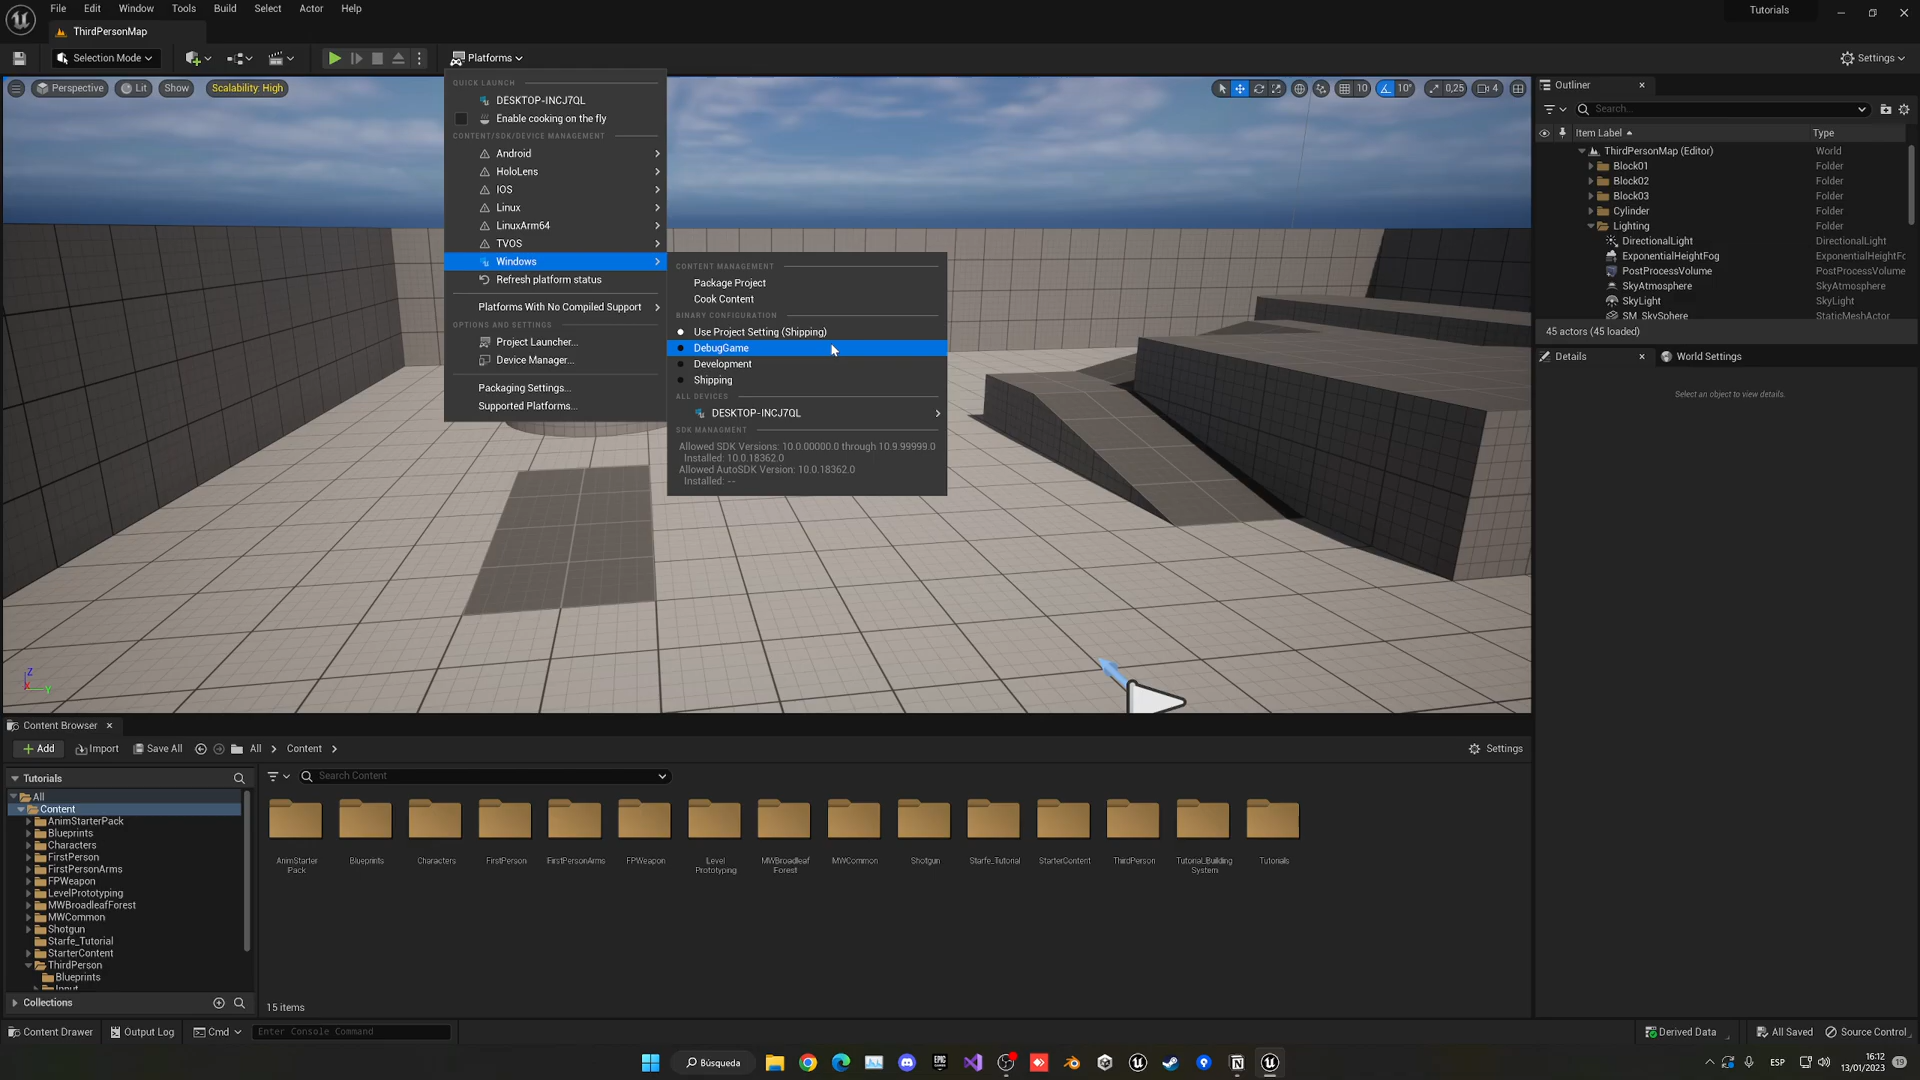 File Edit Window Tools Build Select Actor Help
Tutorials
ThirdPersonMap
Selection Mode
Platforms
Settings
Perspective Lit Show Scalability: High
10 10° 0,25 4
QUICK LAUNCH
DESKTOP-INCJ7QL
Enable cooking on the fly
CONTENT/SDK/DEVICE MANAGEMENT
Android
HoloLens
IOS
Linux
LinuxArm64
TVOS
Windows
Refresh platform status
Platforms With No Compiled Support
OPTIONS AND SETTINGS
Project Launcher...
Device Manager...
Packaging Settings...
Supported Platforms...
CONTENT MANAGEMENT
Package Project
Cook Content
BINARY CONFIGURATION
Use Project Setting (Shipping)
DebugGame
Development
Shipping
ALL DEVICES
DESKTOP-INCJ7QL
SDK MANAGMENT
Allowed SDK Versions: 10.0.00000.0 through 10.9.99999.0
Installed: 10.0.18362.0
Allowed AutoSDK Version: 10.0.18362.0
Installed: --
Outliner
Search...
Item Label Type
ThirdPersonMap (Editor) World
Block01 Folder
Block02 Folder
Block03 Folder
Cylinder Folder
Lighting Folder
DirectionalLight DirectionalLight
ExponentialHeightFog ExponentialHeightFo
PostProcessVolume PostProcessVolume
SkyAtmosphere SkyAtmosphere
SkyLight SkyLight
SM_SkySphere StaticMeshActor
45 actors (45 loaded)
Details World Settings
Select an object to view details.
Z
X Y
Content Browser
Add Import Save All All Content Settings
Tutorials
Search Content
All
Content
AnimStarterPack
Blueprints
Characters
FirstPerson
FirstPersonArms
FPWeapon
LevelPrototyping
MWBroadleafForest
MWCommon
Shotgun
Starfe_Tutorial
StarterContent
ThirdPerson
Blueprints
Input
Collections
AnimStarter Pack
Blueprints
Characters
FirstPerson
FirstPersonArms
FPWeapon
Level Prototyping
MWBroadleaf Forest
MWCommon
Shotgun
Starfe_Tutorial
StarterContent
ThirdPerson
Tutorial_Building System
Tutorials
15 items
Content Drawer Output Log Cmd Enter Console Command
Derived Data All Saved Source Control
Búsqueda
ESP
16:12
13/01/2023
19